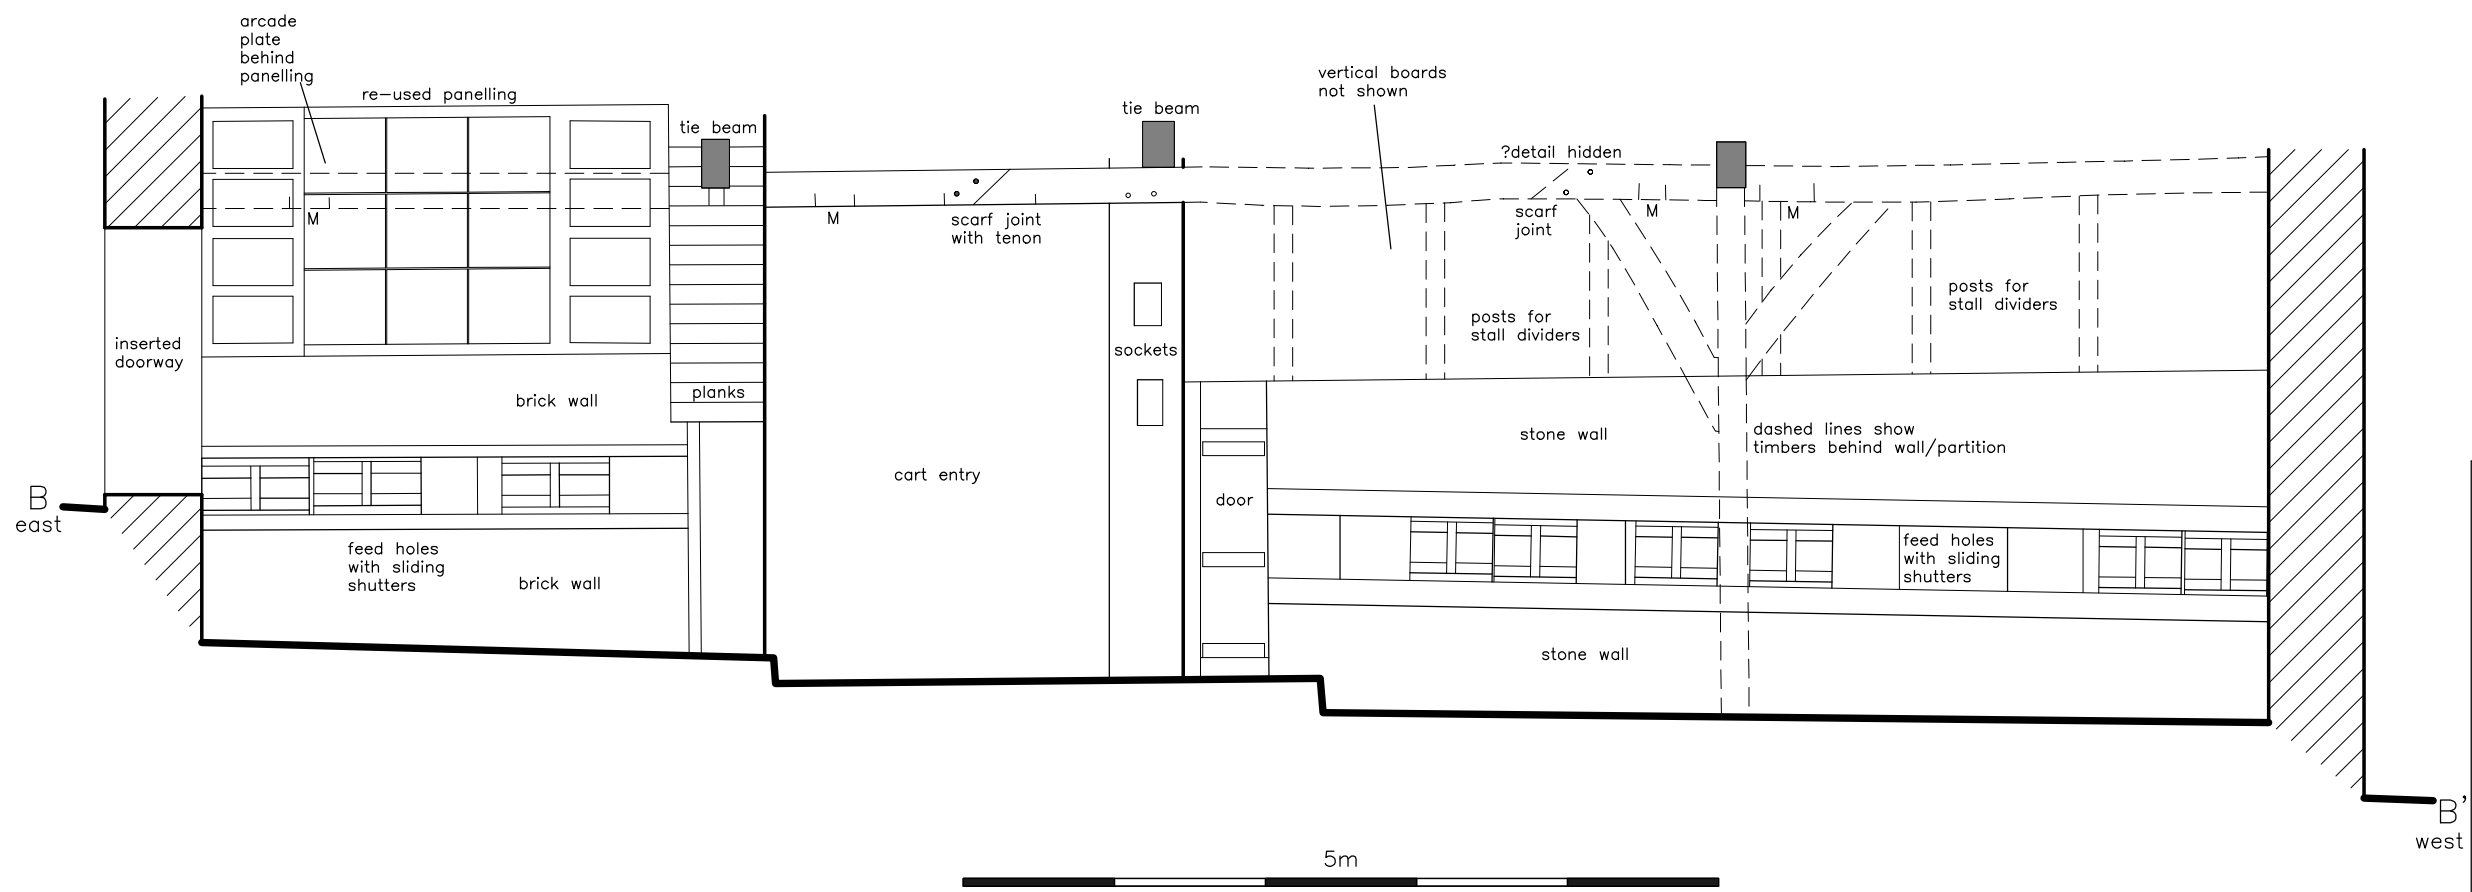 arcade
plate
behind
panelling
re-used panelling
tie beam
tie beam
vertical boards
not shown
?detail hidden
M
M
scarf joint
with tenon
scarf
joint
M
M
inserted
doorway
brick wall
planks
sockets
posts for
stall dividers
posts for
stall dividers
cart entry
stone wall
dashed lines show
timbers behind wall/partition
door
B
east
feed holes
with sliding
shutters
brick wall
feed holes
with sliding
shutters
stone wall
B'
west
5m